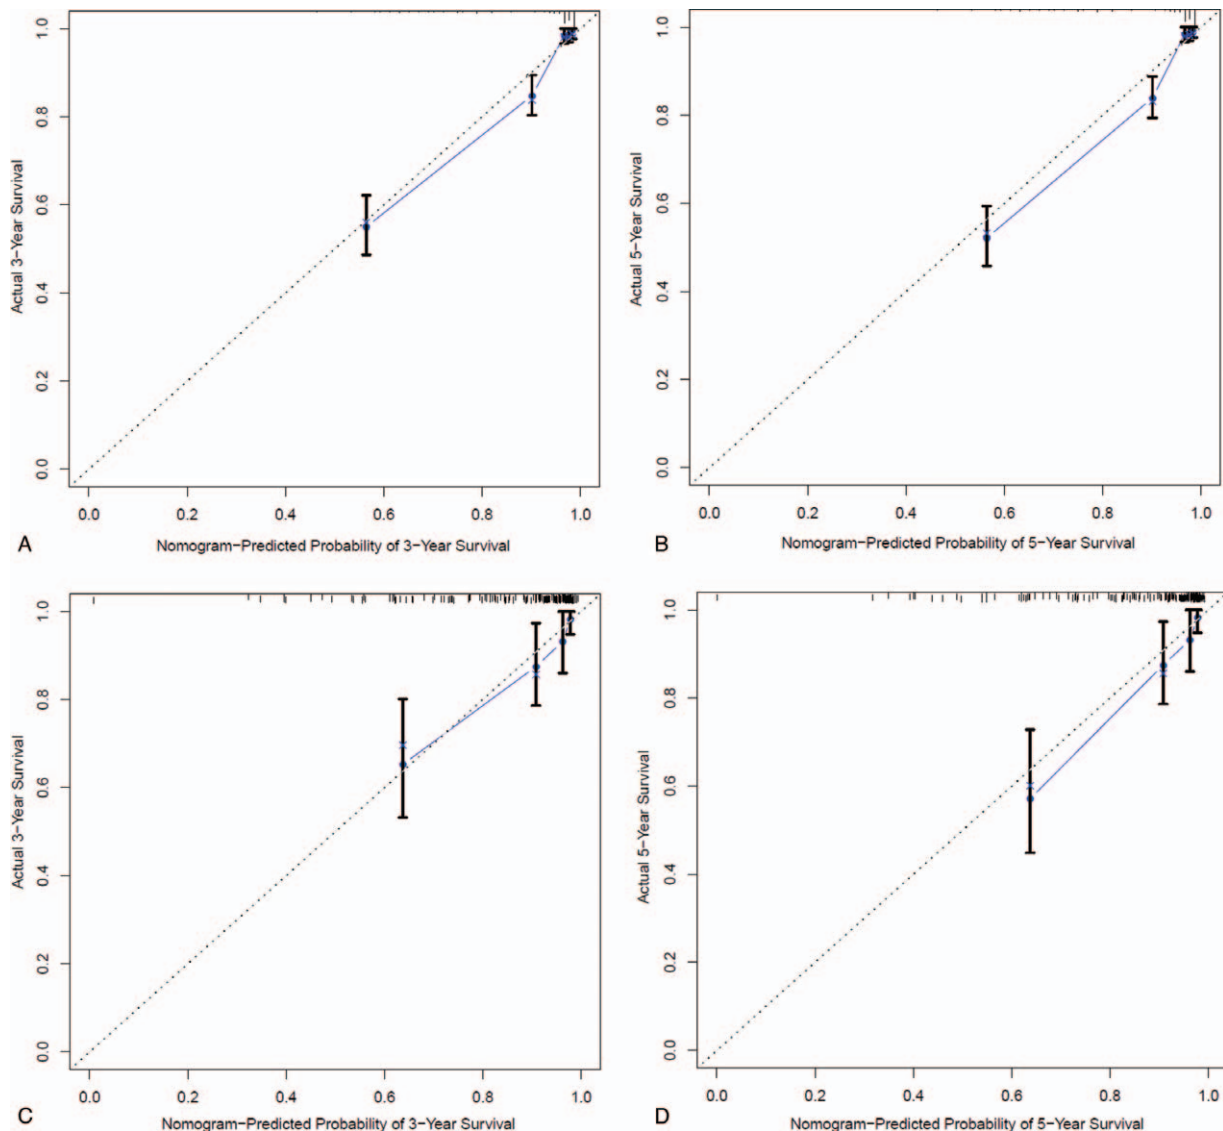 1.0
0.8
0.6
0.4
0.2
0.0
Actual 3-Year Survival
0.0 0.2 0.4 0.6 0.8 1.0
A Nomogram-Predicted Probability of 3-Year Survival
1.0
0.8
0.6
0.4
0.2
0.0
Actual 5-Year Survival
0.0 0.2 0.4 0.6 0.8 1.0
B Nomogram-Predicted Probability of 5-Year Survival
1.0
0.8
0.6
0.4
0.2
0.0
Actual 3-Year Survival
0.0 0.2 0.4 0.6 0.8 1.0
C Nomogram-Predicted Probability of 3-Year Survival
1.0
0.8
0.6
0.4
0.2
0.0
Actual 5-Year Survival
0.0 0.2 0.4 0.6 0.8 1.0
D Nomogram-Predicted Probability of 5-Year Survival